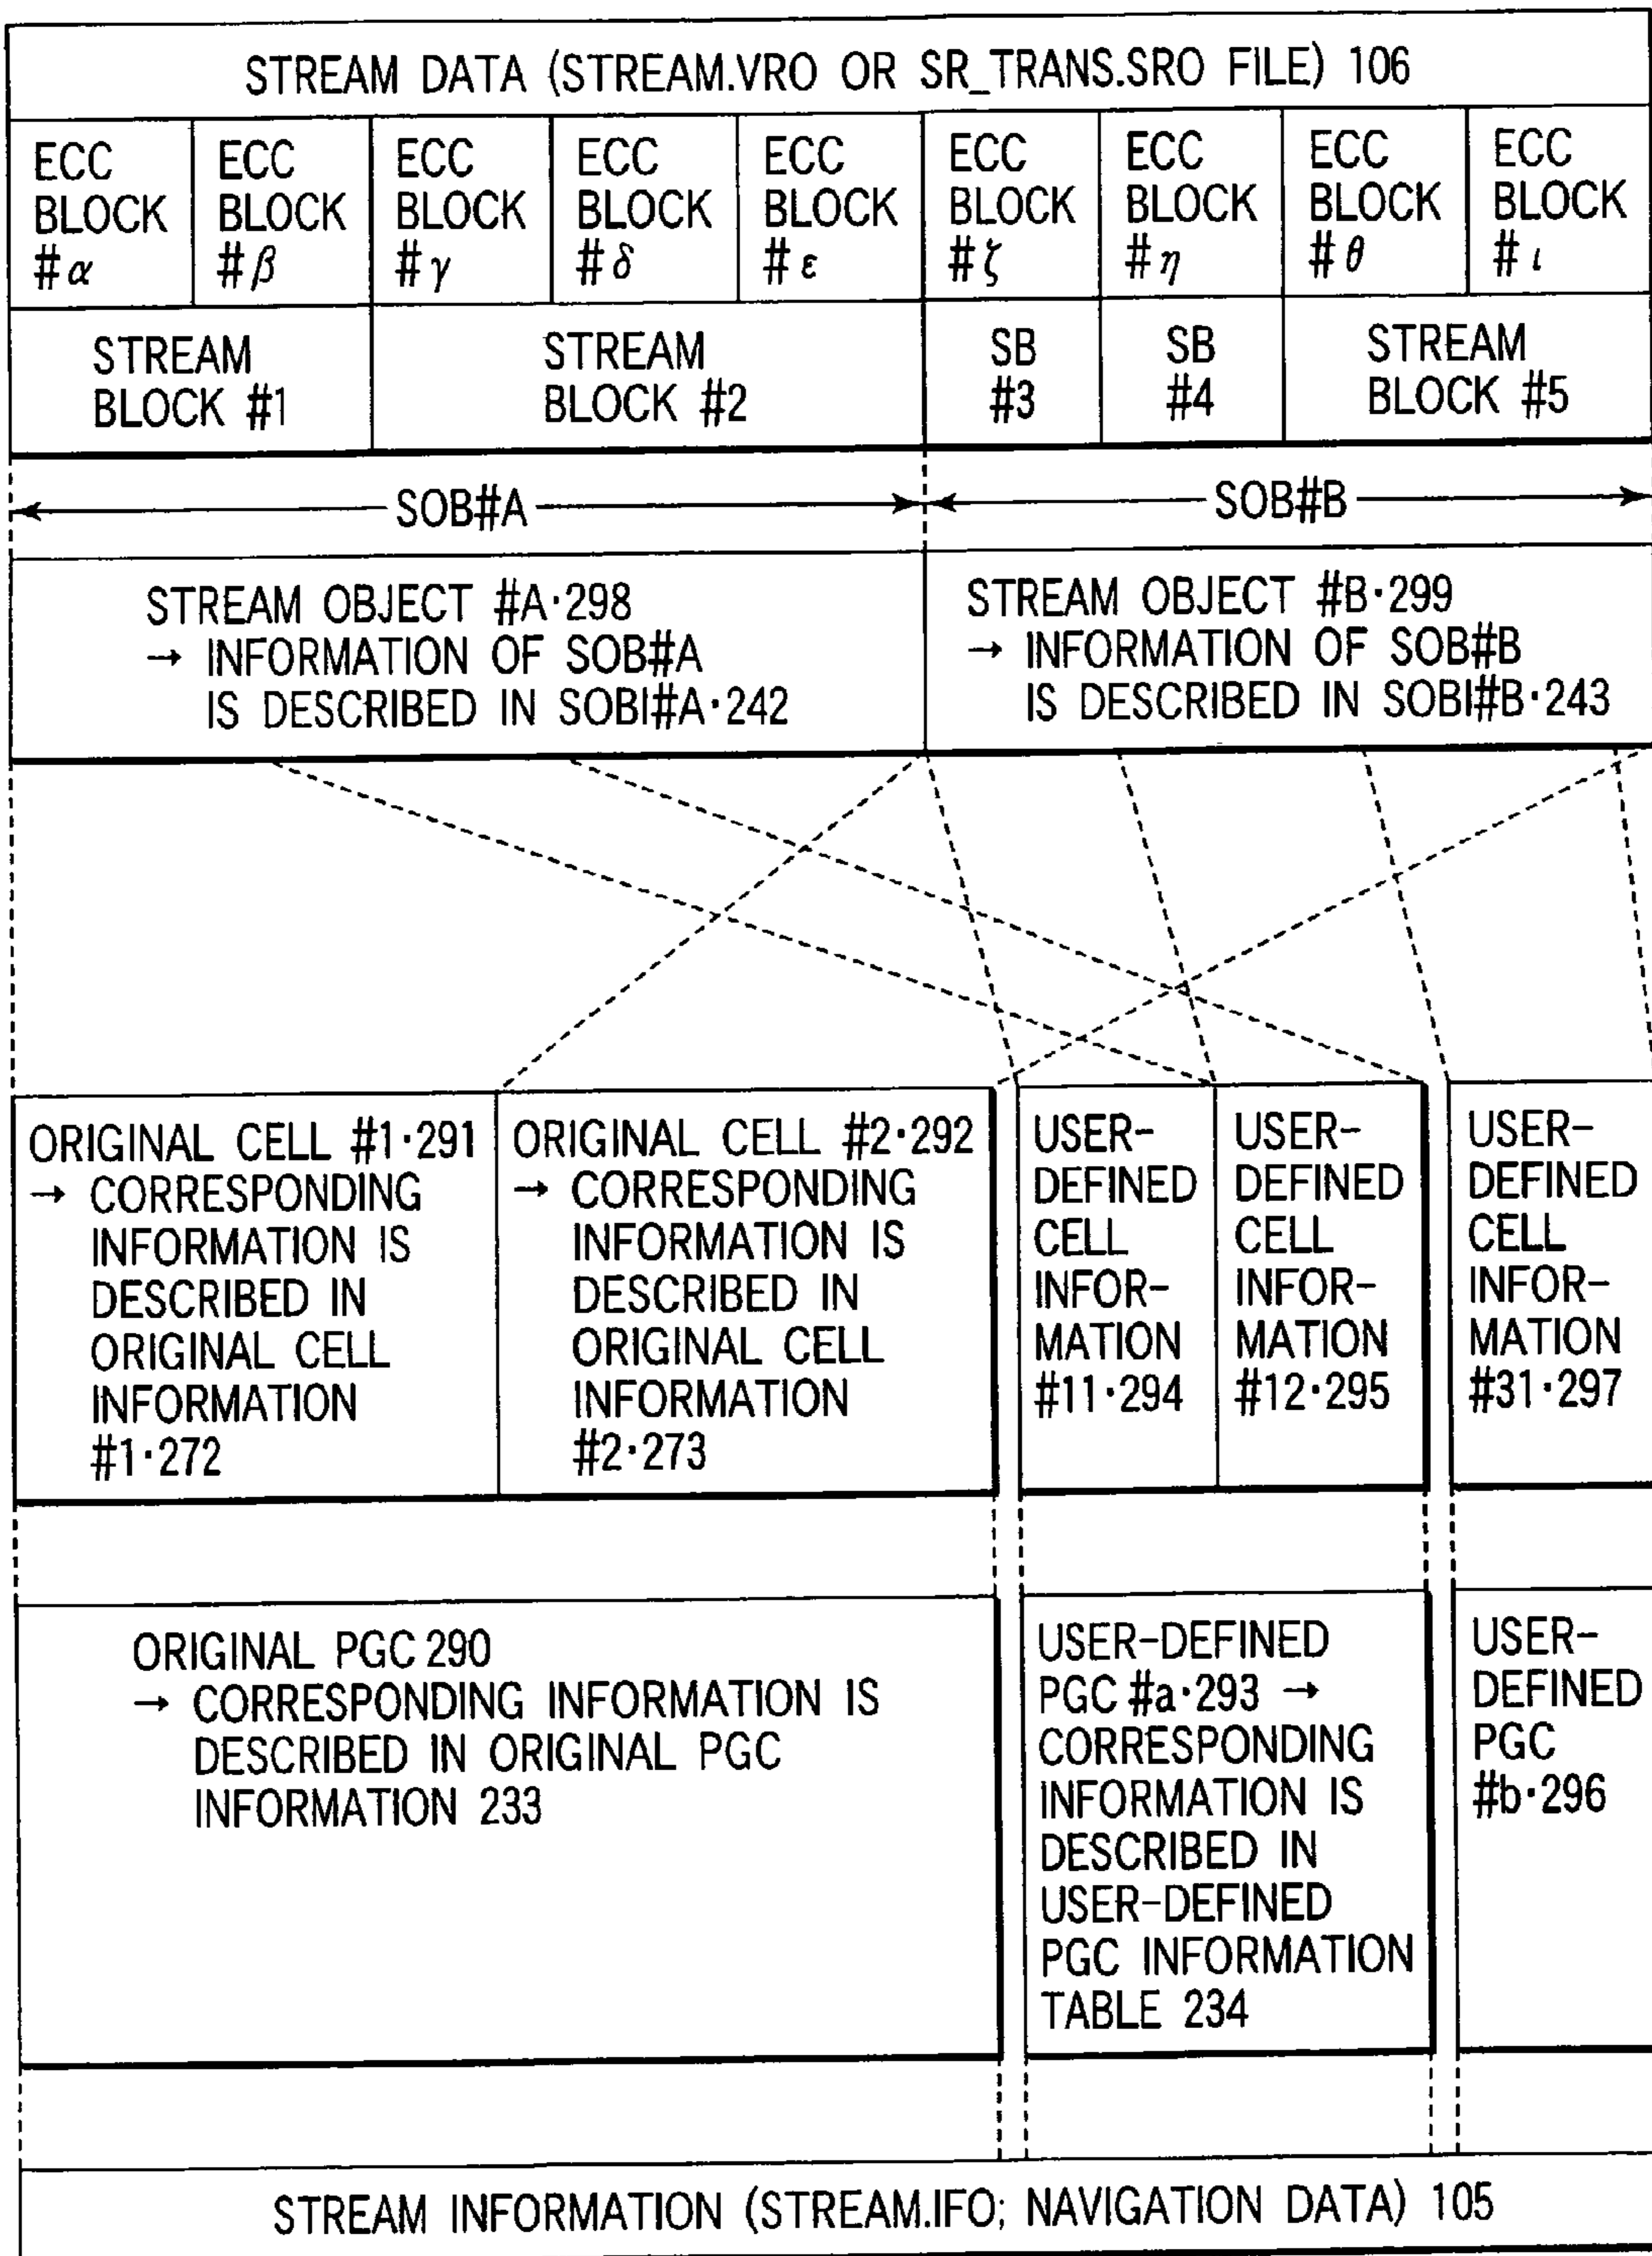 STREAM DATA (STREAM.VRO OR SR_TRANS.SRO FILE) 106
ECC
BLOCK
#α
ECC
BLOCK
#β
ECC
BLOCK
#γ
ECC
BLOCK
#δ
ECC
BLOCK
#ε
ECC
BLOCK
#ζ
ECC
BLOCK
#η
ECC
BLOCK
#θ
ECC
BLOCK
#ι
STREAM
BLOCK #1
STREAM
BLOCK #2
SB
#3
SB
#4
STREAM
BLOCK #5
SOB#A
SOB#B
STREAM OBJECT #A·298
→ INFORMATION OF SOB#A
IS DESCRIBED IN SOBI#A·242
STREAM OBJECT #B·299
→ INFORMATION OF SOB#B
IS DESCRIBED IN SOBI#B·243
ORIGINAL CELL #1·291
→ CORRESPONDING
INFORMATION IS
DESCRIBED IN
ORIGINAL CELL
INFORMATION
#1·272
ORIGINAL CELL #2·292
→ CORRESPONDING
INFORMATION IS
DESCRIBED IN
ORIGINAL CELL
INFORMATION
#2·273
USER-
DEFINED
CELL
INFOR-
MATION
#11·294
USER-
DEFINED
CELL
INFOR-
MATION
#12·295
USER-
DEFINED
CELL
INFOR-
MATION
#31·297
ORIGINAL PGC 290
→ CORRESPONDING INFORMATION IS
DESCRIBED IN ORIGINAL PGC
INFORMATION 233
USER-DEFINED
PGC #a·293 →
CORRESPONDING
INFORMATION IS
DESCRIBED IN
USER-DEFINED
PGC INFORMATION
TABLE 234
USER-
DEFINED
PGC
#b·296
STREAM INFORMATION (STREAM.IFO; NAVIGATION DATA) 105